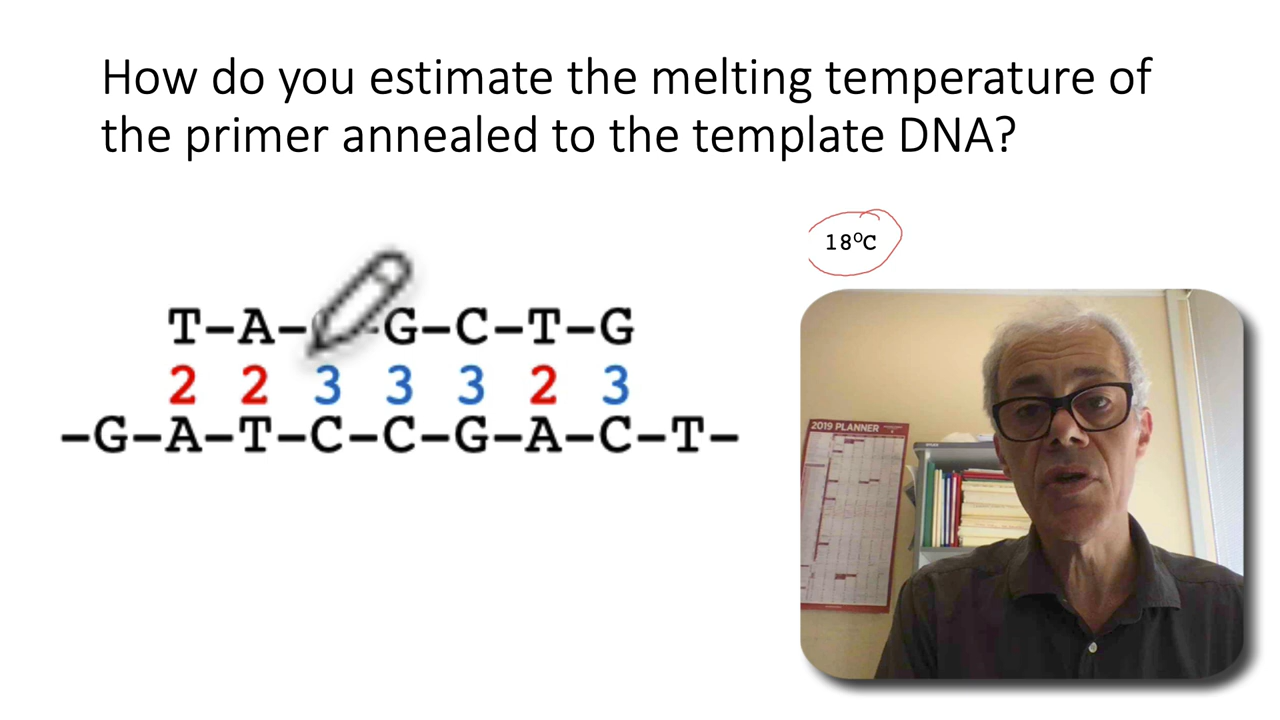 How do you estimate the melting temperature of
the primer annealed to the template DNA?
18ºC
T–A– G–C–T–G
2 2 3 3 3 2 3
–G–A–T–C–C–G–A–C–T–
2019 PLANNER